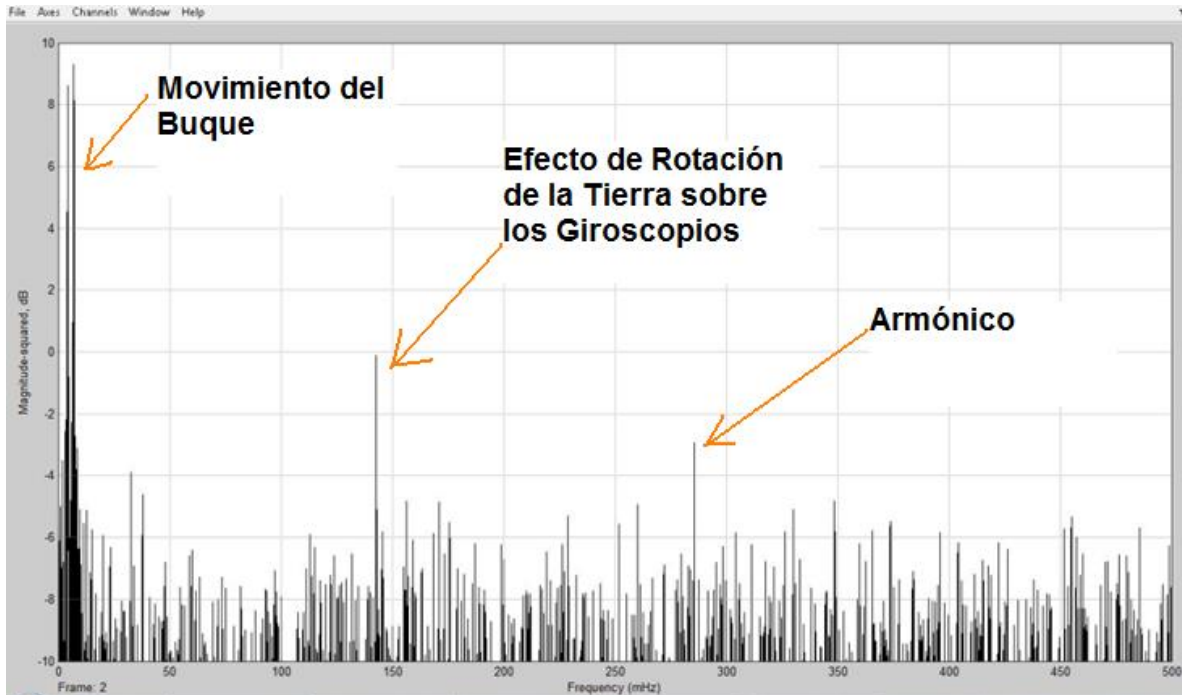 File Axes Channels Window Help
10
8
6
4
2
0
-2
-4
-6
-8
-10
Magnitude-squared, dB
Movimiento del
Buque
Efecto de Rotación
de la Tierra sobre
los Giroscopios
Armónico
0 50 100 150 200 250 300 350 400 450 500
Frame: 2
Frequency (mHz)